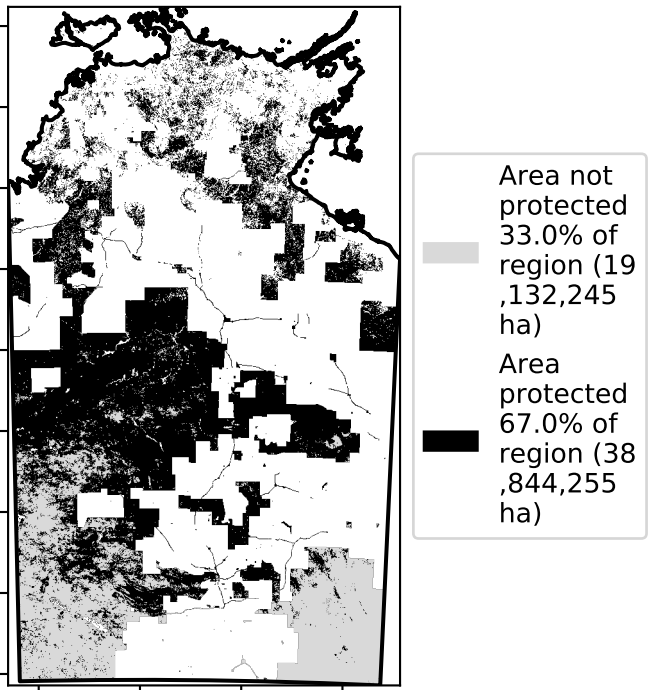 Area not
protected
33.0% of
region (19
,132,245
ha)
Area
protected
67.0% of
region (38
,844,255
ha)